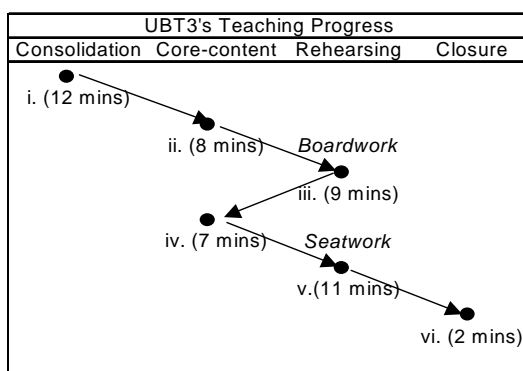 UBT3's Teaching Progress
Consolidation Core-content Rehearsing Closure
i. (12 mins)
ii. (8 mins)
Boardwork
iii. (9 mins)
iv. (7 mins)
Seatwork
v.(11 mins)
vi. (2 mins)